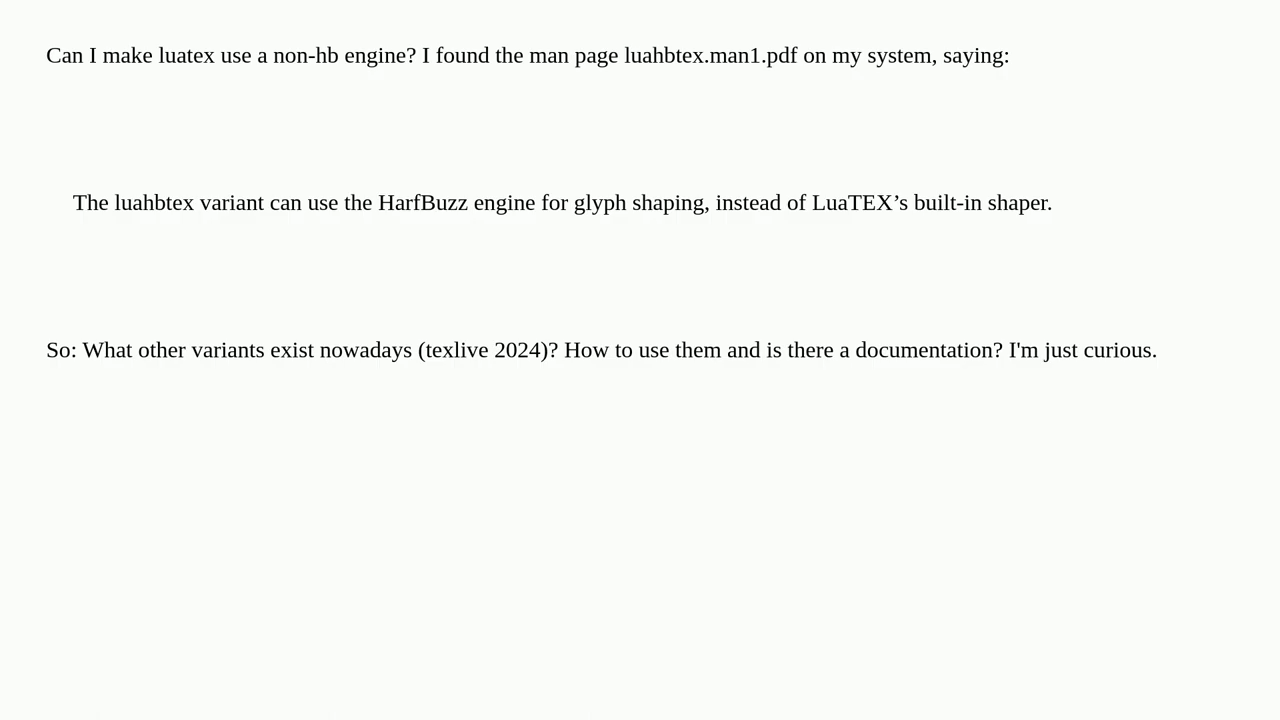 Can I make luatex use a non-hb engine? I found the man page luahbtex.man1.pdf on my system, saying:
The luahbtex variant can use the HarfBuzz engine for glyph shaping, instead of LuaTEX’s built-in shaper.
So: What other variants exist nowadays (texlive 2024)? How to use them and is there a documentation? I'm just curious.